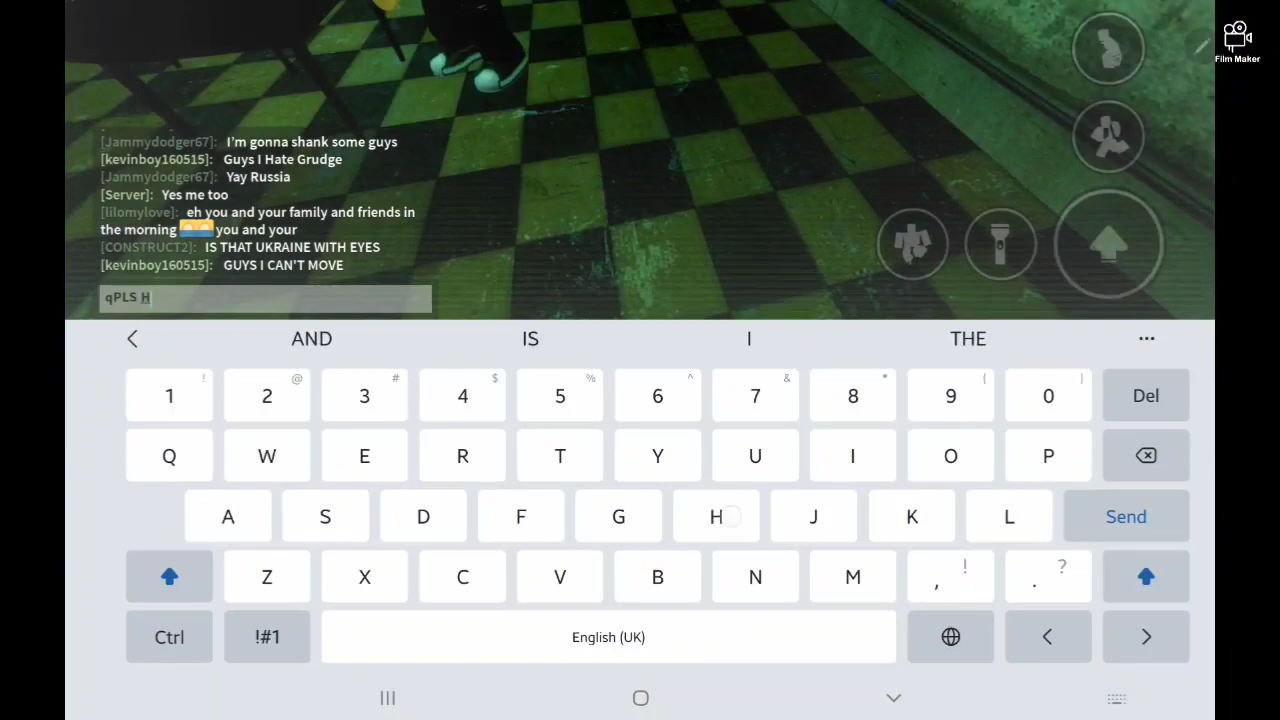 Film Maker
[Jammydodger67]: I'm gonna shank some guys
[kevinboy160515]: Guys I Hate Grudge
[Jammydodger67]: Yay Russia
[Server]: Yes me too
[lilomylove]: eh you and your family and friends in
the morning you and your
[CONSTRUCT2]: IS THAT UKRAINE WITH EYES
[kevinboy160515]: GUYS I CAN'T MOVE
qPLS H
AND IS I THE ...
1 ! 2 @ 3 # 4 $ 5 % 6 ^ 7 & 8 * 9 ( 0 ) Del
Q W E R T Y U I O P
A S D F G H J K L Send
Z X C V B N M , ! . ?
Ctrl !#1 English (UK) < >